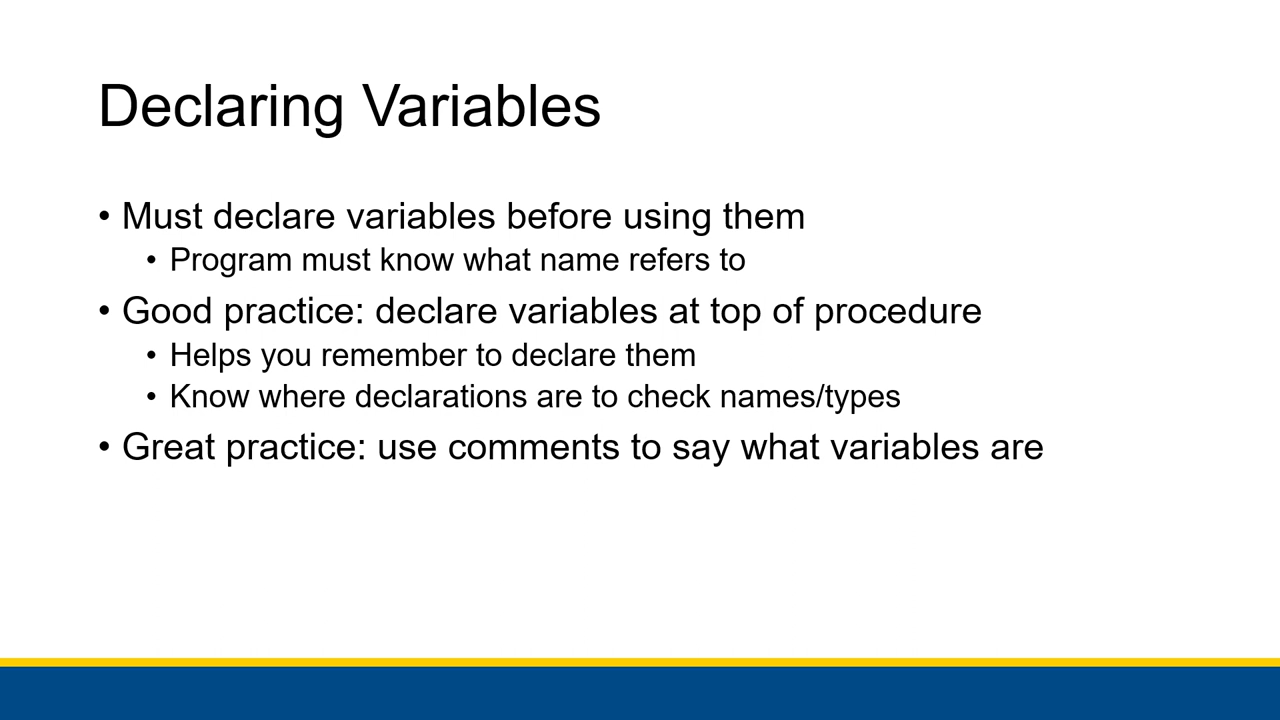 Declaring Variables
• Must declare variables before using them
• Program must know what name refers to
• Good practice: declare variables at top of procedure
• Helps you remember to declare them
• Know where declarations are to check names/types
• Great practice: use comments to say what variables are